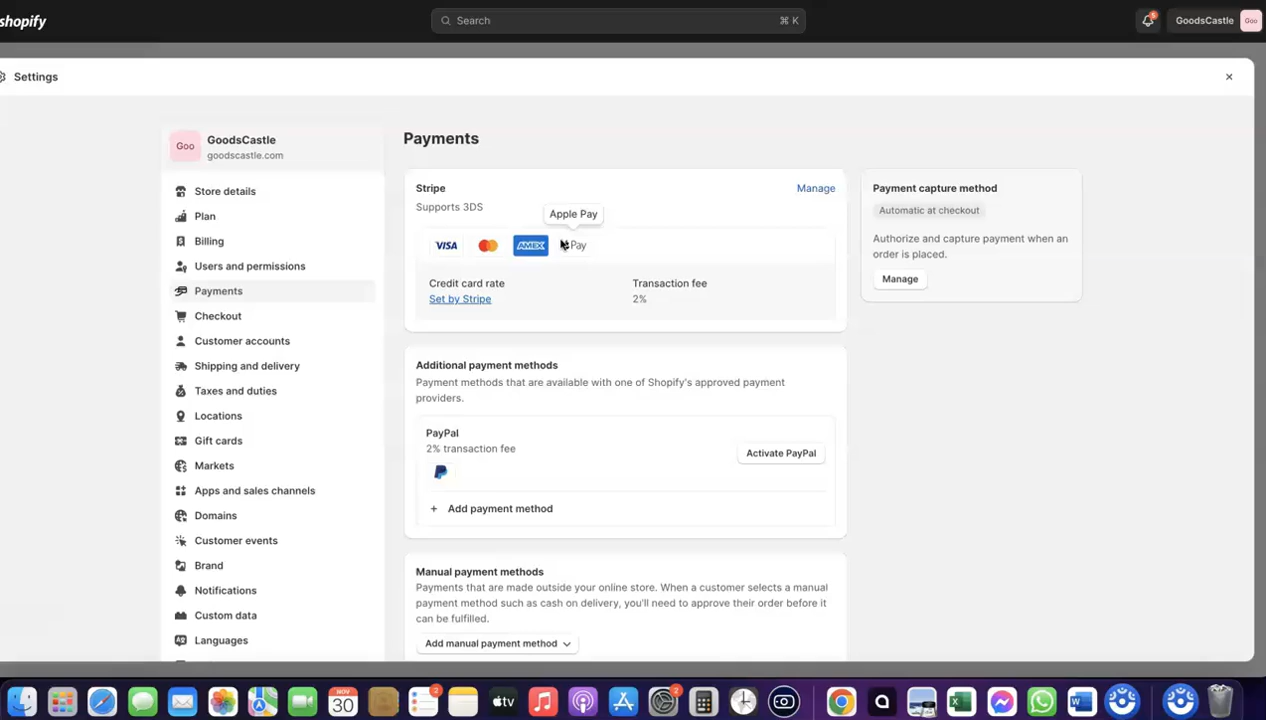 shopify
Search
⌘ K
GoodsCastle
Goo
Settings
Goo
GoodsCastle
goodscastle.com
Store details
Plan
Billing
Users and permissions
Payments
Checkout
Customer accounts
Shipping and delivery
Taxes and duties
Locations
Gift cards
Markets
Apps and sales channels
Domains
Customer events
Brand
Notifications
Custom data
Languages
Payments
Stripe
Manage
Supports 3DS
Apple Pay
VISA
AMEX
Pay
Credit card rate
Transaction fee
Set by Stripe
2%
Additional payment methods
Payment methods that are available with one of Shopify's approved payment
providers.
PayPal
2% transaction fee
Activate PayPal
+ Add payment method
Manual payment methods
Payments that are made outside your online store. When a customer selects a manual
payment method such as cash on delivery, you'll need to approve their order before it
can be fulfilled.
Add manual payment method
Payment capture method
Automatic at checkout
Authorize and capture payment when an
order is placed.
Manage
NOV
30
2
tv
2